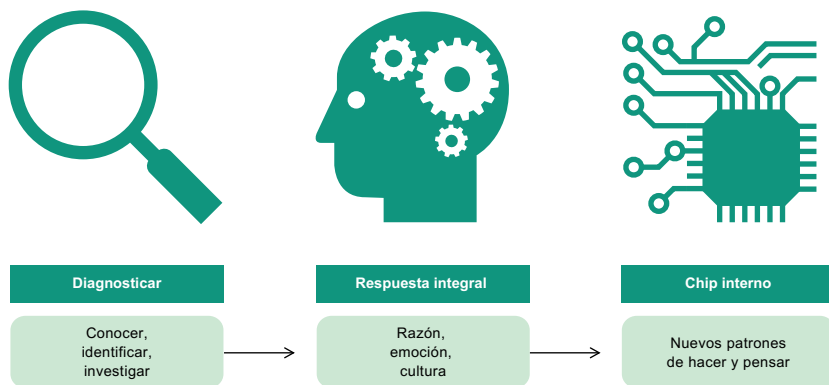 Diagnosticar
Conocer,
identificar,
investigar
Respuesta integral
Razón,
emoción,
cultura
Chip interno
Nuevos patrones
de hacer y pensar